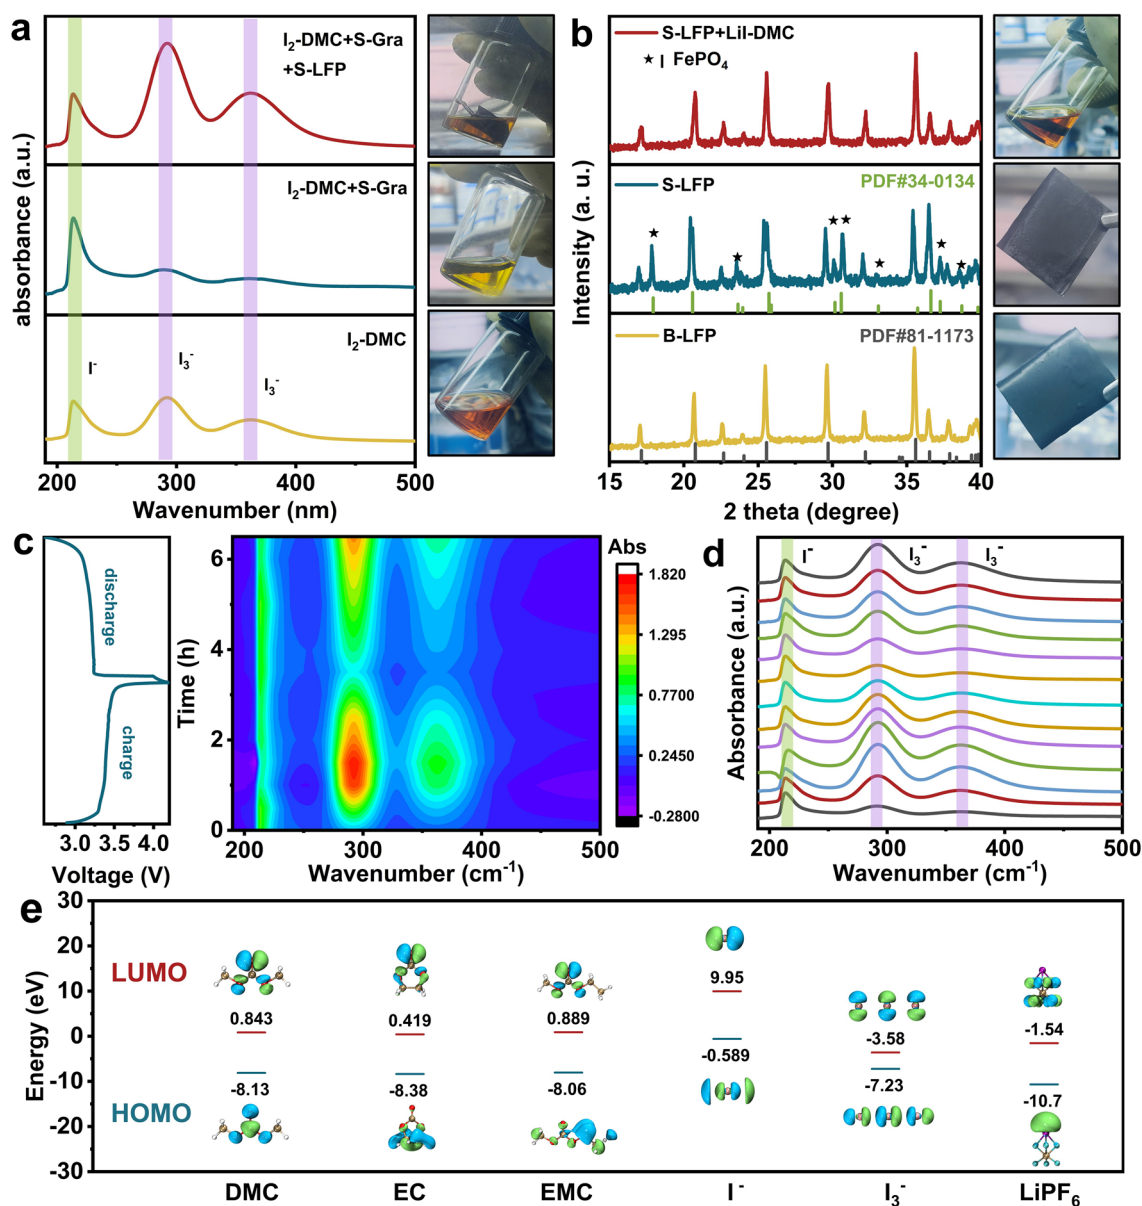 a
absorbance (a.u.)
I₂-DMC+S-Gra
+S-LFP
I₂-DMC+S-Gra
I₂-DMC
I⁻
I₃⁻
I₃⁻
200 300 400 500
Wavenumber (nm)
b
Intensity (a. u.)
S-LFP+LiI-DMC
★ I FePO₄
S-LFP
PDF#34-0134
★ ★ ★ ★ ★ ★ ★
B-LFP
PDF#81-1173
15 20 25 30 35 40
2 theta (degree)
c
discharge
charge
3.0 3.5 4.0
Voltage (V)
Time (h)
6
4
2
0
200 300 400 500
Wavenumber (cm⁻¹)
Abs
1.820
1.295
0.7700
0.2450
-0.2800
d
Absorbance (a.u.)
I⁻
I₃⁻
I₃⁻
200 300 400 500
Wavenumber (cm⁻¹)
e
Energy (eV)
30
20
10
0
-10
-20
-30
LUMO
HOMO
0.843
0.419
0.889
9.95
-3.58
-1.54
-8.13
-8.38
-8.06
-0.589
-7.23
-10.7
DMC
EC
EMC
I⁻
I₃⁻
LiPF₆